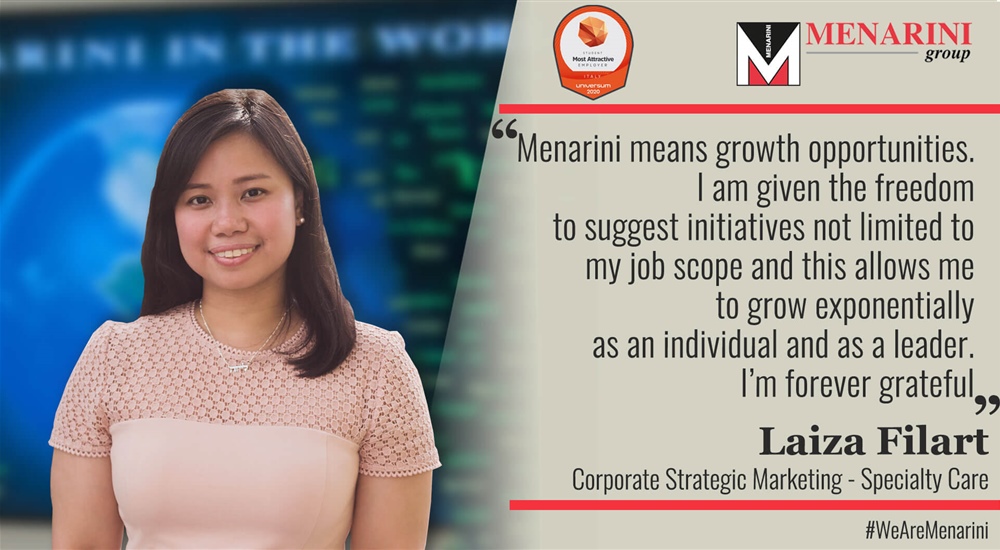 ARINI IN THE WOR
STUDENT
Most Attractive
EMPLOYER
ITALY
universum
2020
MENARINI
M
MENARINI
group
“Menarini means growth opportunities.
I am given the freedom
to suggest initiatives not limited to
my job scope and this allows me
to grow exponentially
as an individual and as a leader.
I’m forever grateful„
Laiza Filart
Corporate Strategic Marketing - Specialty Care
#WeAreMenarini